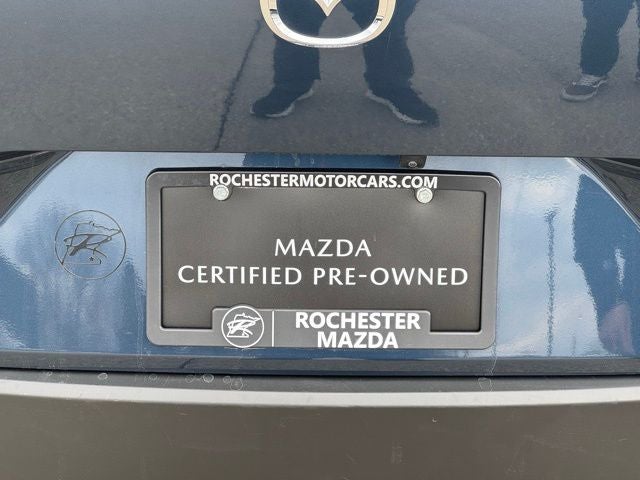 ROCHESTERMOTORCARS.COM
MAZDA
CERTIFIED PRE-OWNED
ROCHESTER
MAZDA